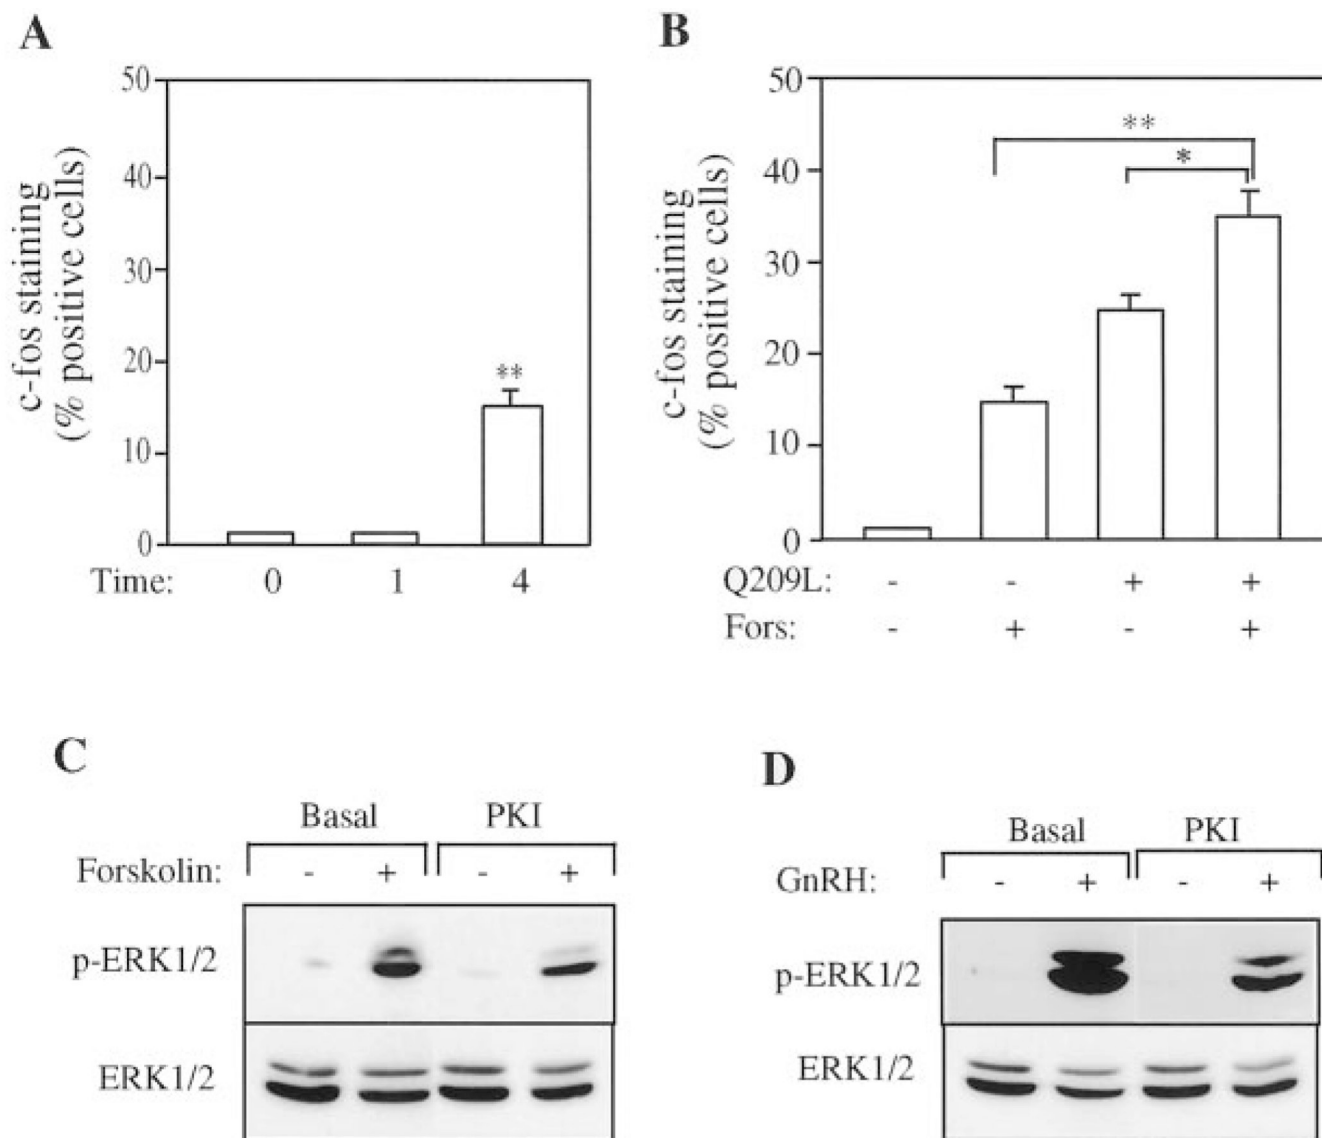 A
c-fos staining
(% positive cells)
50
40
30
20
10
0
**
Time: 0 1 4
B
c-fos staining
(% positive cells)
50
40
30
20
10
0
**
*
Q209L: - - + +
Fors: - + - +
C
Basal PKI
Forskolin: - + - +
p-ERK1/2
ERK1/2
D
Basal PKI
GnRH: - + - +
p-ERK1/2
ERK1/2